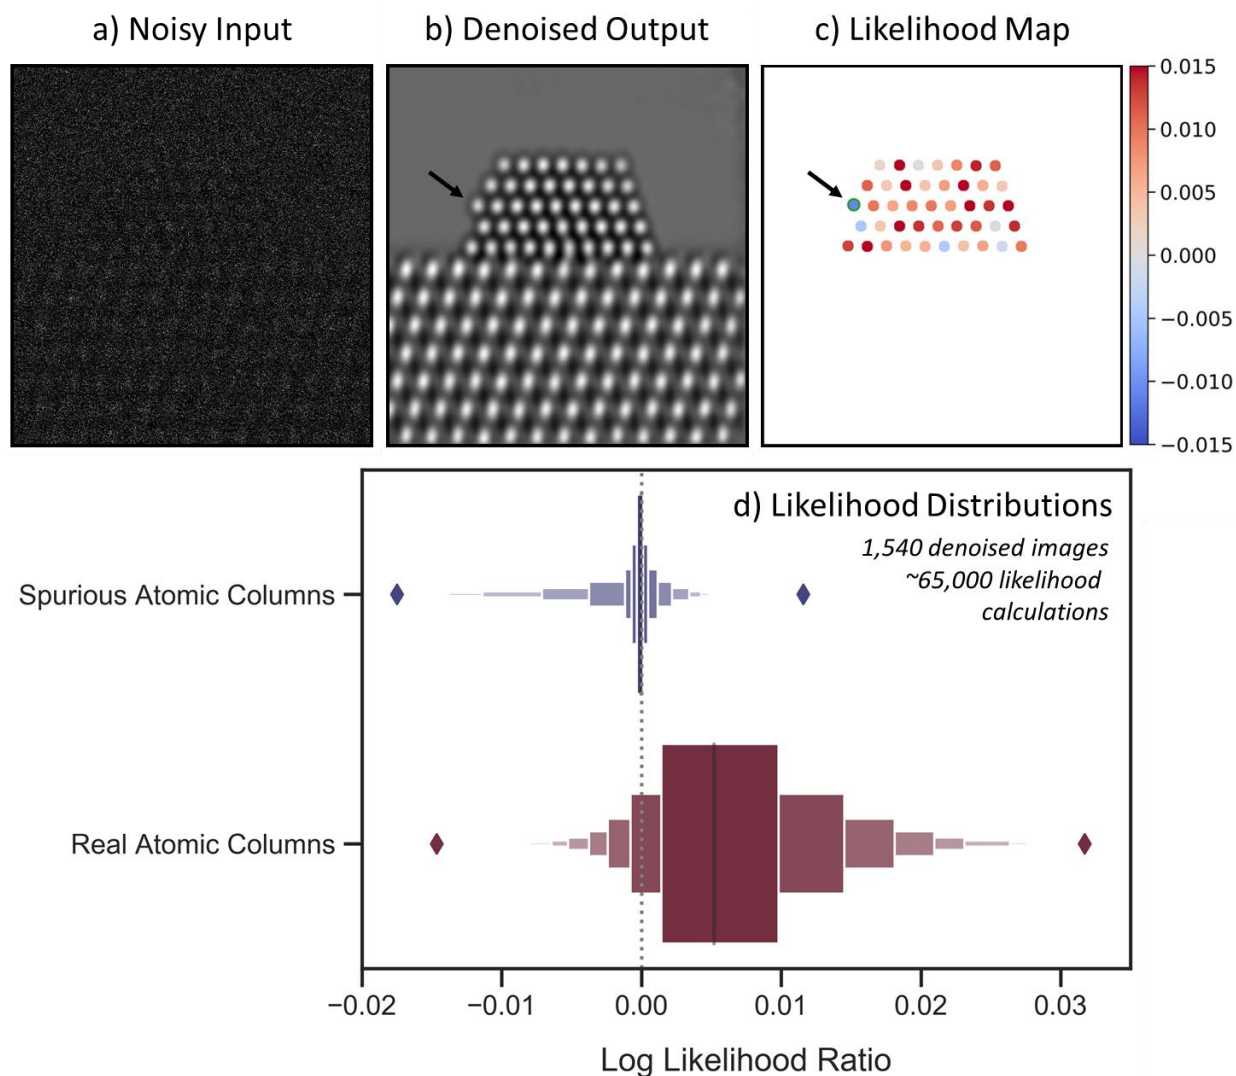 a) Noisy Input
b) Denoised Output
c) Likelihood Map
0.015
0.010
0.005
0.000
−0.005
−0.010
−0.015
d) Likelihood Distributions
1,540 denoised images
~65,000 likelihood
calculations
Spurious Atomic Columns
Real Atomic Columns
−0.02
−0.01
0.00
0.01
0.02
0.03
Log Likelihood Ratio